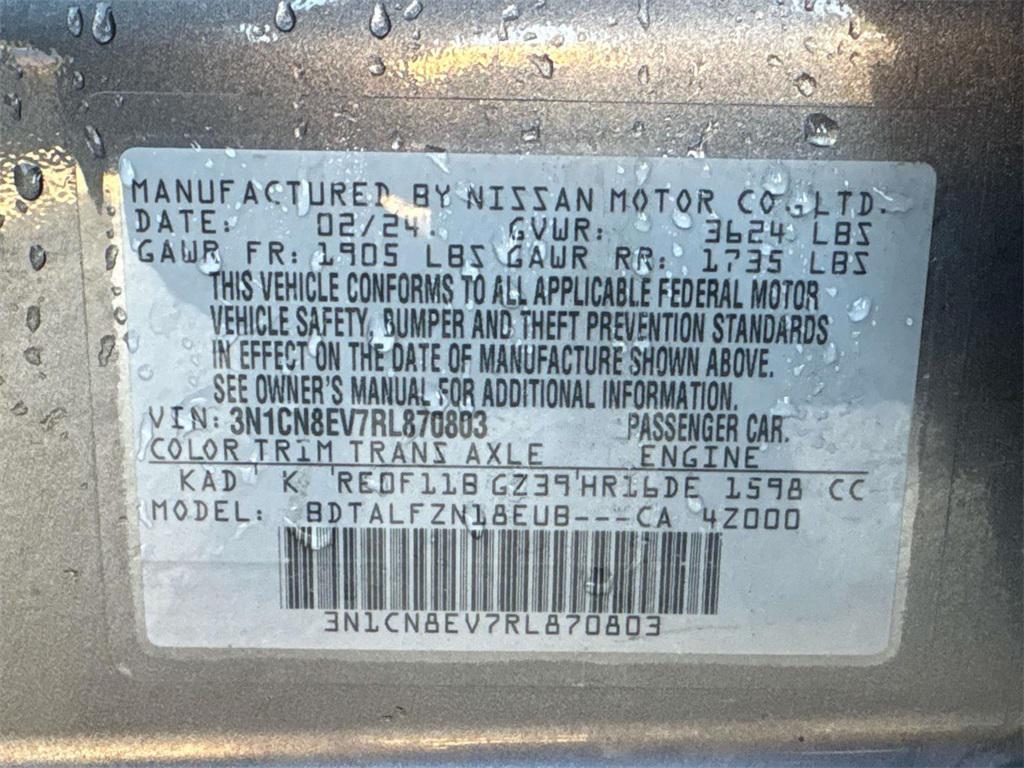 MANUFACTURED BY NISSAN MOTOR CO.,LTD.
DATE: 02/24 GVWR: 3624 LBS
GAWR FR: 1905 LBS GAWR RR: 1735 LBS
THIS VEHICLE CONFORMS TO ALL APPLICABLE FEDERAL MOTOR
VEHICLE SAFETY, BUMPER AND THEFT PREVENTION STANDARDS
IN EFFECT ON THE DATE OF MANUFACTURE SHOWN ABOVE.
SEE OWNER'S MANUAL FOR ADDITIONAL INFORMATION.
VIN: 3N1CN8EV7RL870803 PASSENGER CAR.
COLOR TRIM TRANS AXLE ENGINE
KAD K RE0F11B GZ39 HR16DE 1598 CC
MODEL: BDTALFZN18EUB---CA 4Z000
3N1CN8EV7RL870803